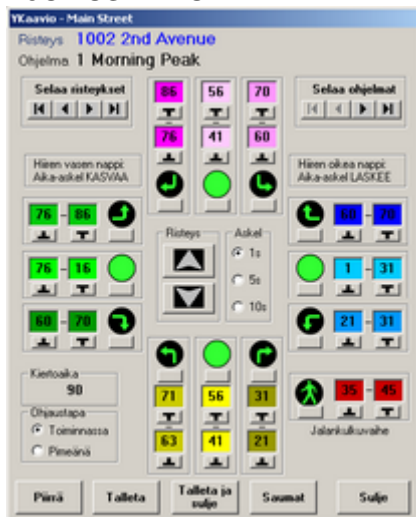 YKaavio - Main Street
Risteys 1002 2nd Avenue
Ohjelma 1 Morning Peak
Selaa risteykset
Selaa ohjelmat
86 56 70
76 41 60
Hiiren vasen nappi:
Aika-askel KASVAA
Hiiren oikea nappi:
Aika-askel LASKEE
76 - 86
60 - 70
Risteys
Askel
1s
5s
10s
76 - 16
1 - 31
60 - 70
21 - 31
Kiertoaika
90
71 56 31
63 41 21
35 - 45
Jalankulkuvaihe
Ohjaustapa
Toiminnassa
Pimeänä
Piirrä
Talleta
Talleta ja
sulje
Saumat
Sulje